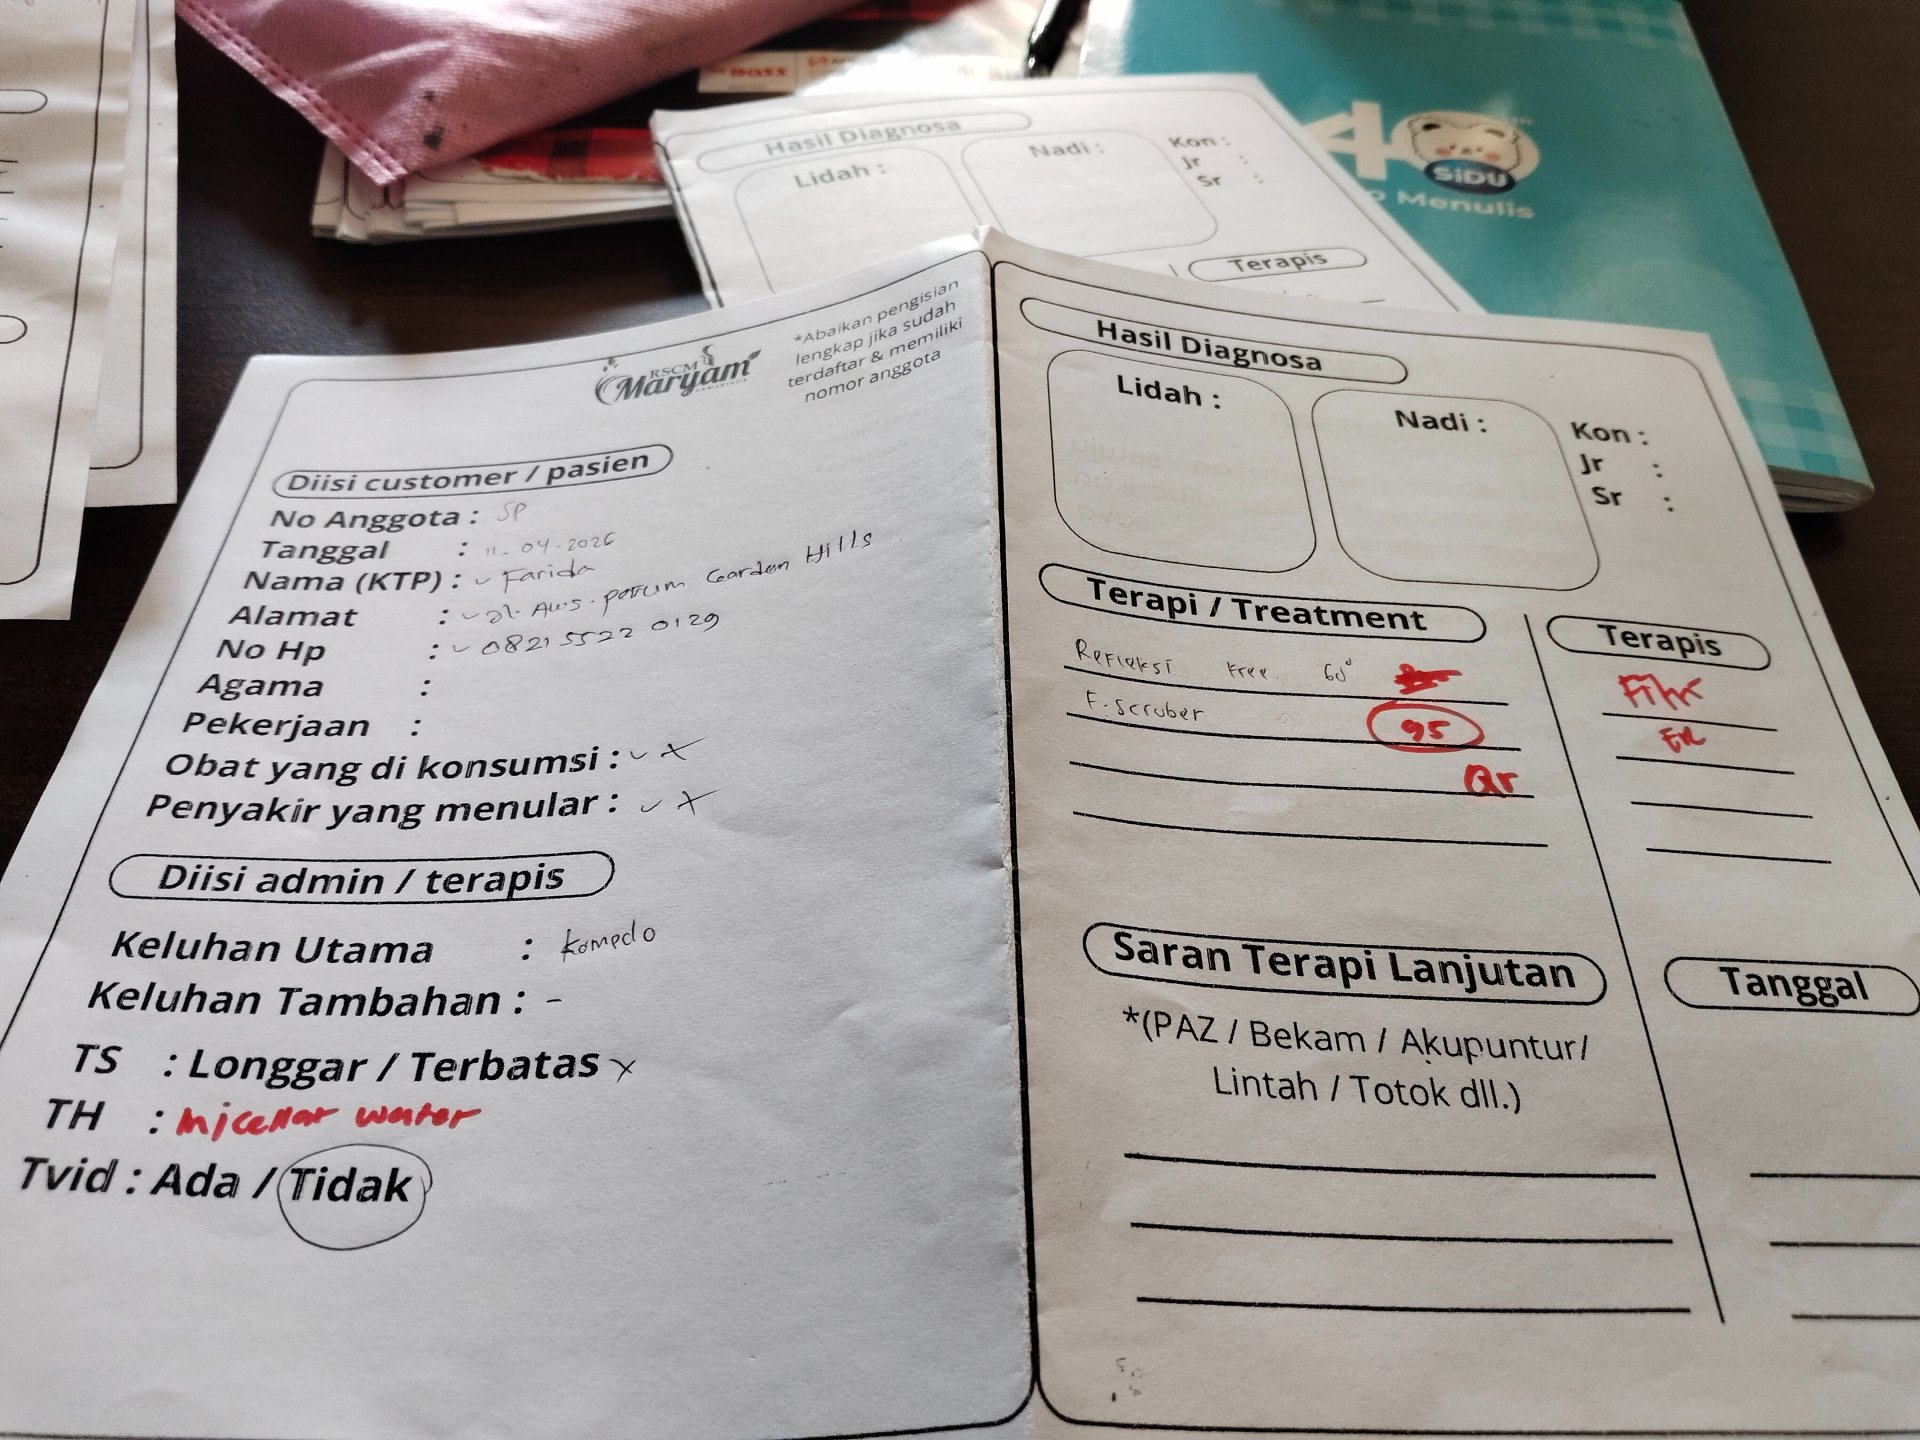 Hasil Diagnosa
Lidah :
Nadi :
Kon :
Jr :
Sr :
Terapis
40
SiDU
Menulis
RSCM
Maryam
*Abaikan pengisian
lengkap jika sudah
terdaftar & memiliki
nomor anggota
Diisi customer / pasien
No Anggota : SP
Tanggal : 11-04-2026
Nama (KTP) : Farida
Alamat : Jl. Aws. perum Garden Hills
No Hp : 0821 5522 0129
Agama :
Pekerjaan :
Obat yang di konsumsi : x
Penyakir yang menular : x
Diisi admin / terapis
Keluhan Utama : Komedo
Keluhan Tambahan : -
TS : Longgar / Terbatas x
TH : Micellar water
Tvid : Ada / Tidak
Hasil Diagnosa
Lidah :
Nadi :
Kon :
Jr :
Sr :
Terapi / Treatment
Terapis
Refleksi Free 60'
F. Scruber 95
Qr
Saran Terapi Lanjutan
Tanggal
*(PAZ / Bekam / Akupuntur/
Lintah / Totok dll.)